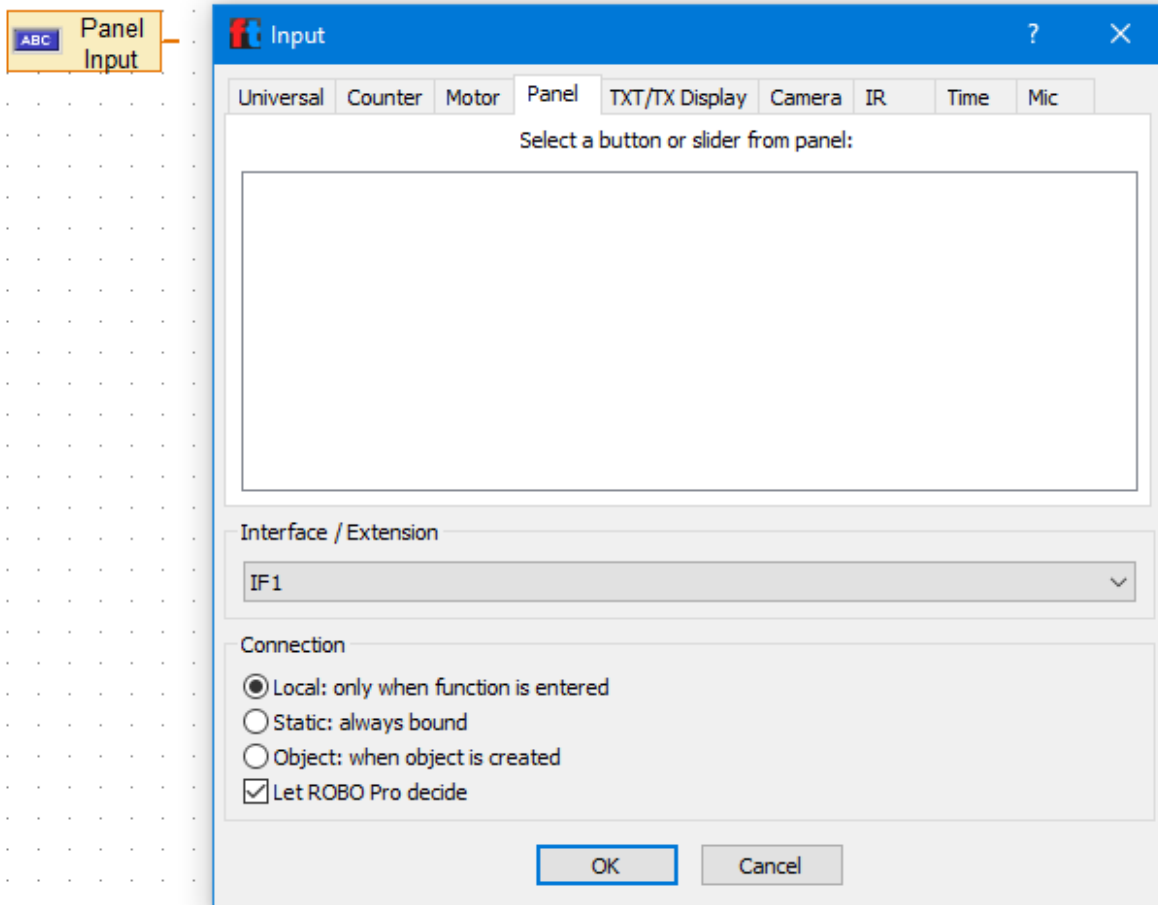 ABC Panel
Input
ft Input ? ×
Universal Counter Motor Panel TXT/TX Display Camera IR Time Mic
Select a button or slider from panel:
Interface / Extension
IF1
Connection
Local: only when function is entered
Static: always bound
Object: when object is created
Let ROBO Pro decide
OK Cancel